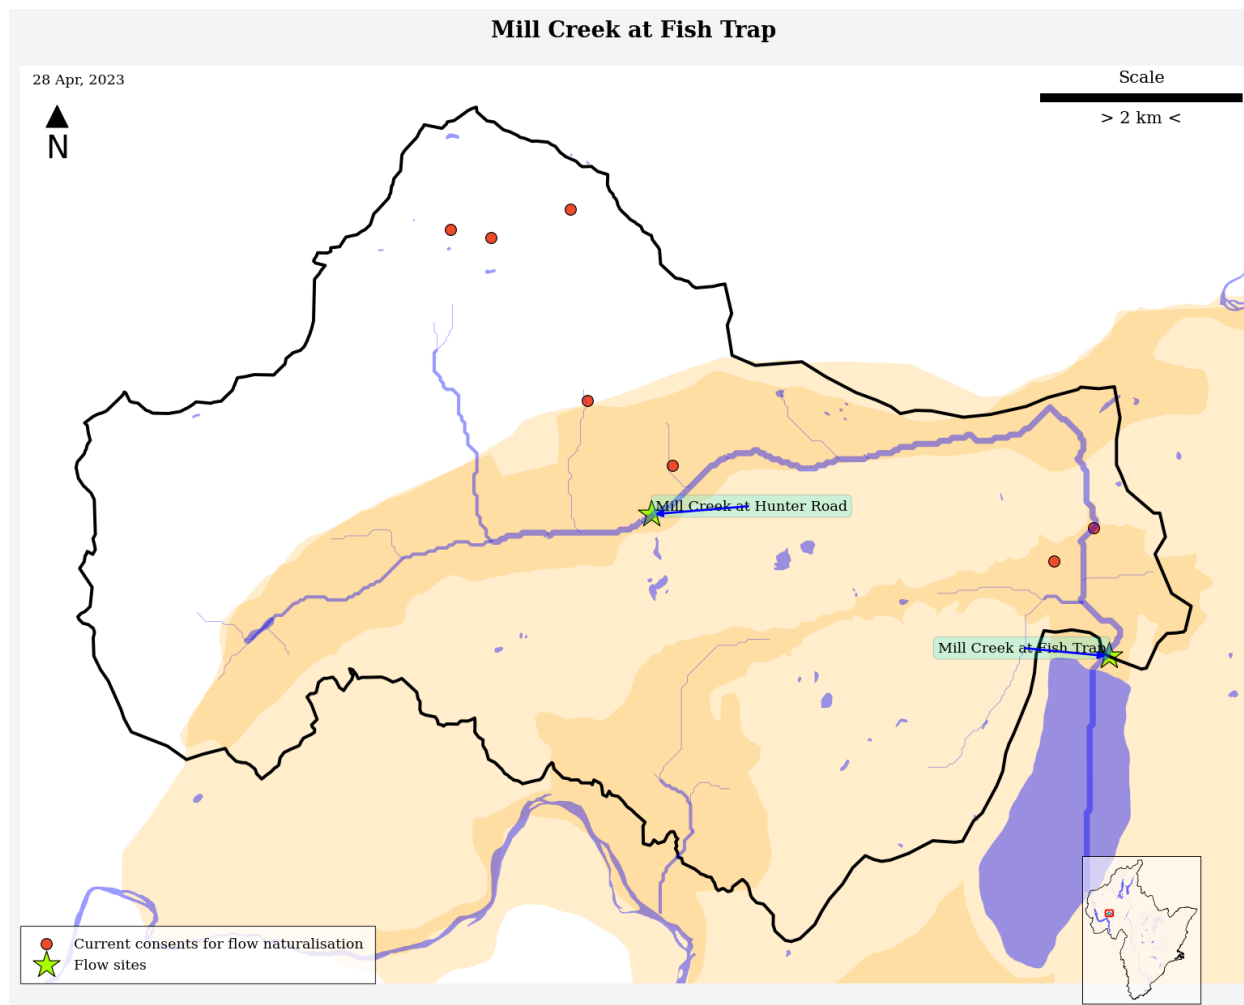 Mill Creek at Fish Trap
28 Apr, 2023
Scale
> 2 km <
N
Mill Creek at Hunter Road
Mill Creek at Fish Trap
Current consents for flow naturalisation
Flow sites